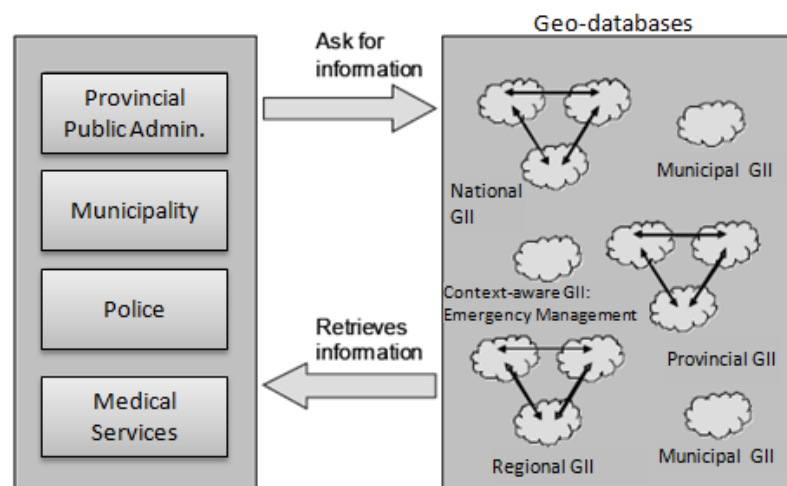 Geo-databases
Provincial
Public Admin.
Municipality
Police
Medical
Services
Ask for
information
Retrieves
information
National
GII
Municipal GII
Context-aware GII:
Emergency Management
Provincial GII
Regional GII
Municipal GII